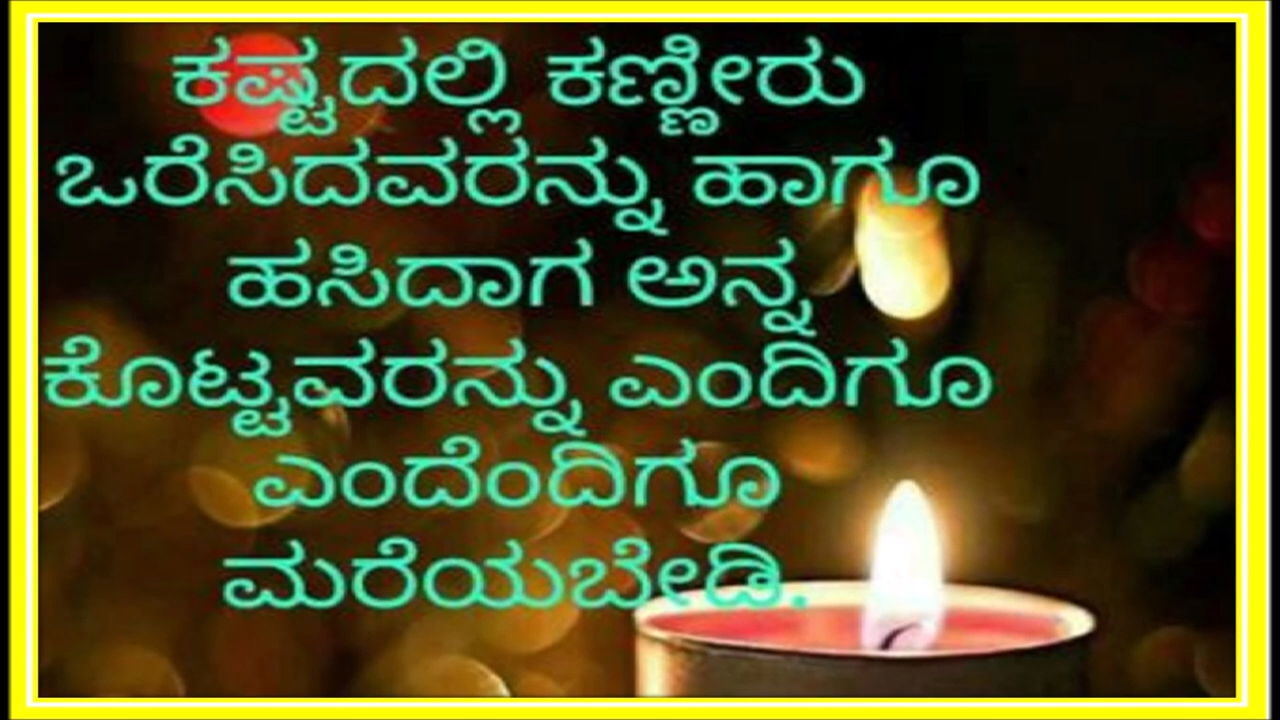 ಕಷ್ಟದಲ್ಲಿ ಕಣ್ಣೀರು
ಒರೆಸಿದವರನ್ನು ಹಾಗೂ
ಹಸಿದಾಗ ಅನ್ನ
ಕೊಟ್ಟವರನ್ನು ಎಂದಿಗೂ
ಎಂದೆಂದಿಗೂ
ಮರೆಯಬೇಡಿ.